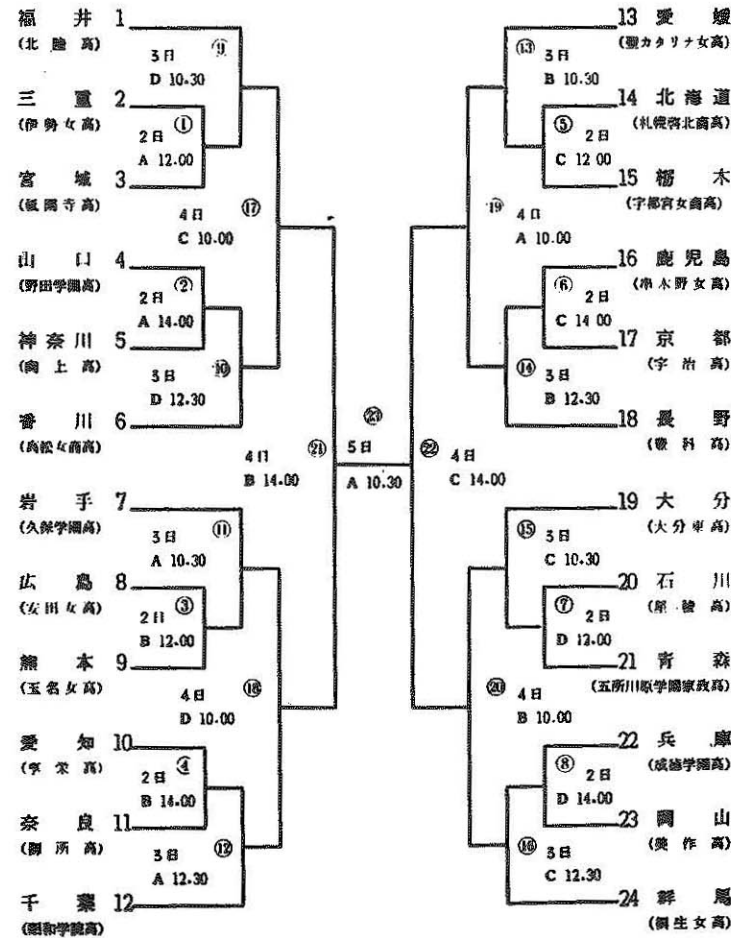 福井 1
(北陸高)
3日 ⑨
D 10.30
三重 2
(伊勢女高)
2日 ①
A 12.00
宮城 3
(祇園寺高)
4日 ⑰
C 10.00
山口 4
(野田学園高)
2日 ②
A 14.00
神奈川 5
(向上高)
3日 ⑩
D 12.30
香川 6
(高松女商高)
4日 ㉑
B 14.00
岩手 7
(久保学園高)
3日 ⑪
A 10.30
広島 8
(安田女高)
2日 ③
B 12.00
熊本 9
(玉名女高)
4日 ⑱
D 10.00
愛知 10
(享栄高)
2日 ④
B 14.00
奈良 11
(御所高)
3日 ⑫
A 12.30
千葉 12
(昭和学院高)
㉓
5日
A 10.30
13 愛媛
(聖カタリナ女高)
⑬ 3日
B 10.30
14 北海道
(札幌啓北商高)
⑤ 2日
C 12 00
15 栃木
(宇都宮女商高)
⑲ 4日
A 10.00
16 鹿児島
(串木野女高)
⑥ 2日
C 14 00
17 京都
(宇治高)
⑭ 3日
B 12.30
18 長野
(豊科高)
㉒ 4日
C 14.00
19 大分
(大分東高)
⑮ 3日
C 10.30
20 石川
⑦ 2日
D 12.00
21 青森
(五所川原学園家政高)
⑳ 4日
B 10.00
22 兵庫
(成徳学園高)
⑧ 2日
D 14.00
23 岡山
(美作高)
⑯ 3日
C 12.30
24 群馬
(桐生女高)